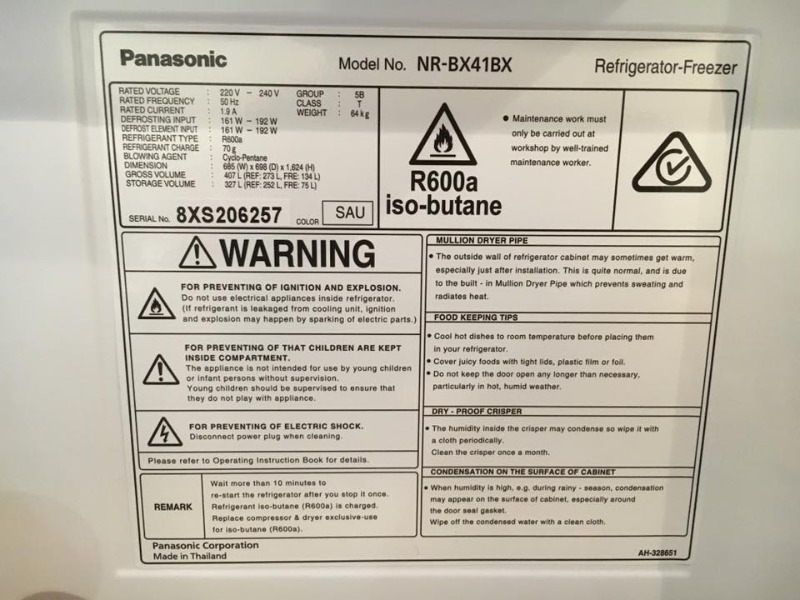 Panasonic Model No. NR-BX41BX Refrigerator-Freezer
RATED VOLTAGE : 220 V – 240 V GROUP : 5B
RATED FREQUENCY : 50 Hz CLASS : T
RATED CURRENT : 1.9 A WEIGHT : 64 kg
DEFROSTING INPUT : 161 W – 192 W
DEFROST ELEMENT INPUT : 161 W – 192 W
REFRIGERANT TYPE : R600a
REFRIGERANT CHARGE : 70 g
BLOWING AGENT : Cyclo-Pentane
DIMENSION : 685 (W) x 698 (D) x 1,624 (H)
GROSS VOLUME : 407 L (REF: 273 L, FRE: 134 L)
STORAGE VOLUME : 327 L (REF: 252 L, FRE: 75 L)
SERIAL No. 8XS206257 COLOR SAU
R600a
iso-butane
• Maintenance work must
only be carried out at
workshop by well-trained
maintenance worker.
WARNING
FOR PREVENTING OF IGNITION AND EXPLOSION.
Do not use electrical appliances inside refrigerator.
(If refrigerant is leakaged from cooling unit, ignition
and explosion may happen by sparking of electric parts.)
FOR PREVENTING OF THAT CHILDREN ARE KEPT
INSIDE COMPARTMENT.
The appliance is not intended for use by young children
or infant persons without supervision.
Young children should be supervised to ensure that
they do not play with appliance.
FOR PREVENTING OF ELECTRIC SHOCK.
Disconnect power plug when cleaning.
Please refer to Operating Instruction Book for details.
REMARK
Wait more than 10 minutes to
re-start the refrigerator after you stop it once.
Refrigerant iso-butane (R600a) is charged.
Replace compressor & dryer exclusive-use
for iso-butane (R600a).
MULLION DRYER PIPE
• The outside wall of refrigerator cabinet may sometimes get warm,
especially just after installation. This is quite normal, and is due
to the built - in Mullion Dryer Pipe which prevents sweating and
radiates heat.
FOOD KEEPING TIPS
• Cool hot dishes to room temperature before placing them
in your refrigerator.
• Cover juicy foods with tight lids, plastic film or foil.
• Do not keep the door open any longer than necessary,
particularly in hot, humid weather.
DRY - PROOF CRISPER
• The humidity inside the crisper may condense so wipe it with
a cloth periodically.
Clean the crisper once a month.
CONDENSATION ON THE SURFACE OF CABINET
• When humidity is high, e.g. during rainy - season, condensation
may appear on the surface of cabinet, especially around
the door seal gasket.
Wipe off the condensed water with a clean cloth.
Panasonic Corporation
Made in Thailand
AH-328651